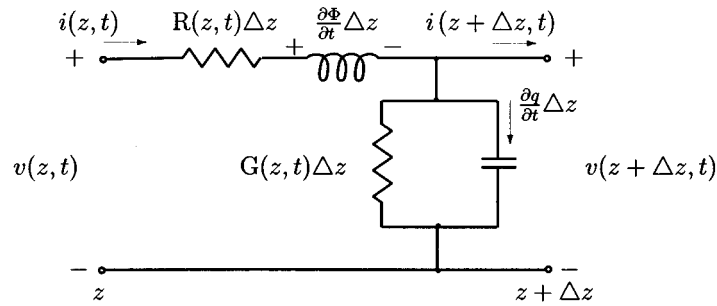 i(z,t) R(z,t)△z ∂Φ/∂t △z i(z + △z,t)
+ + − +
∂q/∂t △z
v(z,t) G(z,t)△z v(z + △z,t)
− −
z z + △z